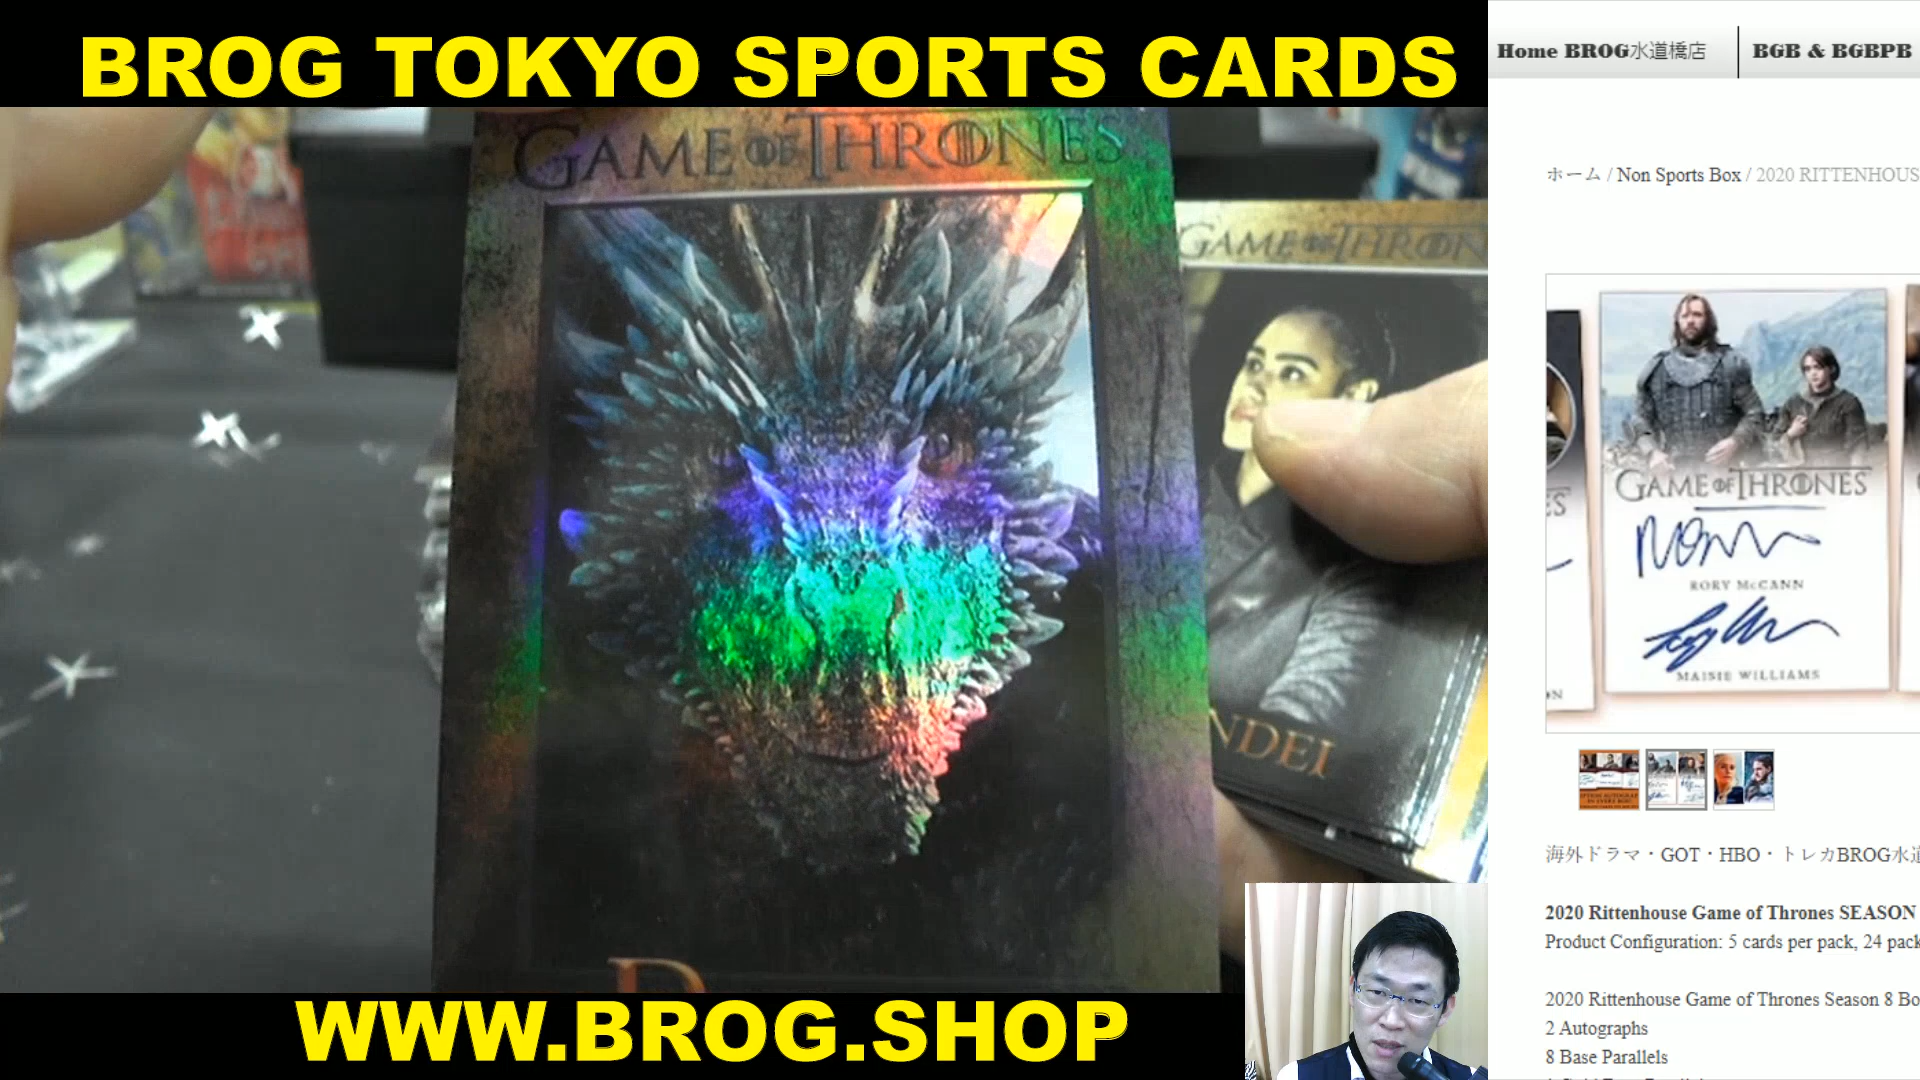 BROG TOKYO SPORTS CARDS
GAME OF THRONES
GAME OF THRON
NDEI
D
WWW.BROG.SHOP
Home BROG水道橋店
BGB & BGBPB
ホーム / Non Sports Box / 2020 RITTENHOUS
ES
GAME OF THRONES
RORY McCANN
MAISIE WILLIAMS
ON
海外ドラマ・GOT・HBO・トレカBROG水道
2020 Rittenhouse Game of Thrones SEASON
Product Configuration: 5 cards per pack, 24 pack
2020 Rittenhouse Game of Thrones Season 8 Bo
2 Autographs
8 Base Parallels